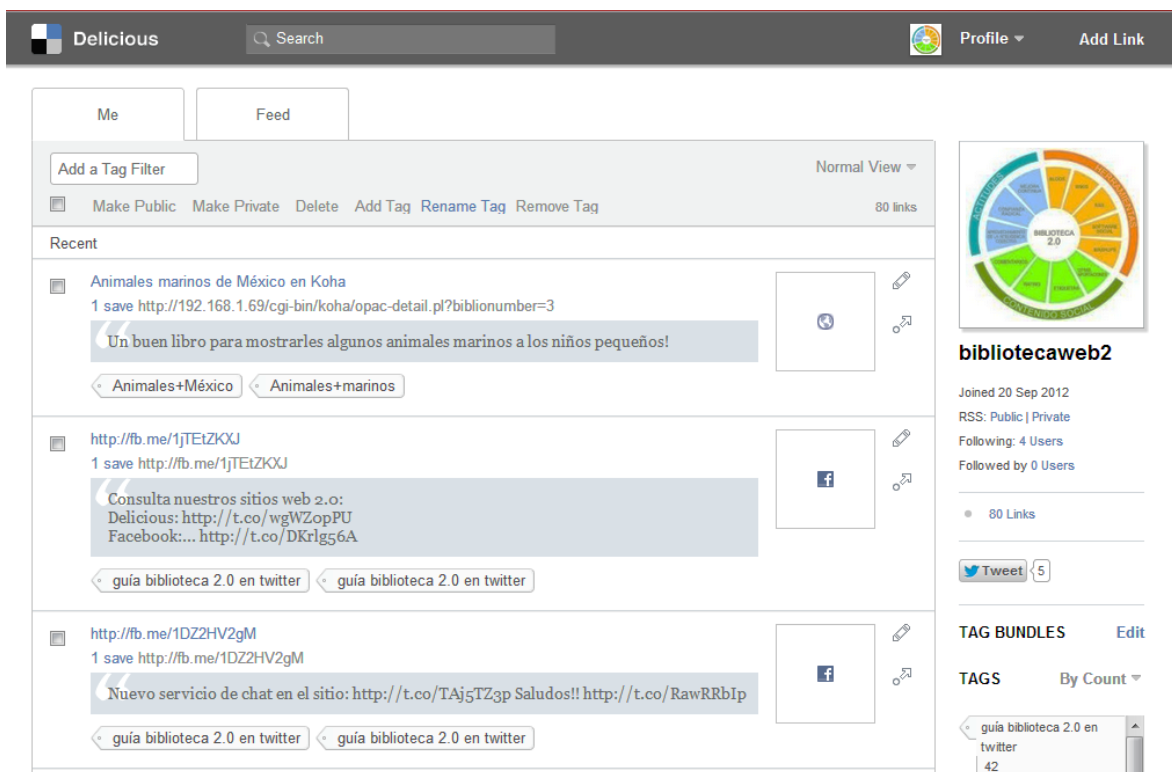 Delicious
Search
Profile
Add Link
Me
Feed
Add a Tag Filter
Normal View
Make Public Make Private Delete Add Tag Rename Tag Remove Tag
80 links
Recent
Animales marinos de México en Koha
1 save http://192.168.1.69/cgi-bin/koha/opac-detail.pl?biblionumber=3
Un buen libro para mostrarles algunos animales marinos a los niños pequeños!
Animales+México Animales+marinos
http://fb.me/1jTEtZKXJ
1 save http://fb.me/1jTEtZKXJ
Consulta nuestros sitios web 2.0:
Delicious: http://t.co/wgWZ0pPU
Facebook:... http://t.co/DKrlg56A
guía biblioteca 2.0 en twitter guía biblioteca 2.0 en twitter
http://fb.me/1DZ2HV2gM
1 save http://fb.me/1DZ2HV2gM
Nuevo servicio de chat en el sitio: http://t.co/TAj5TZ3p Saludos!! http://t.co/RawRRbIp
guía biblioteca 2.0 en twitter guía biblioteca 2.0 en twitter
ACTITUDES
HERRAMIENTAS
BIBLIOTECA
2.0
CONTENIDO SOCIAL
bibliotecaweb2
Joined 20 Sep 2012
RSS: Public | Private
Following: 4 Users
Followed by 0 Users
80 Links
Tweet 5
TAG BUNDLES Edit
TAGS By Count
guía biblioteca 2.0 en
twitter
42